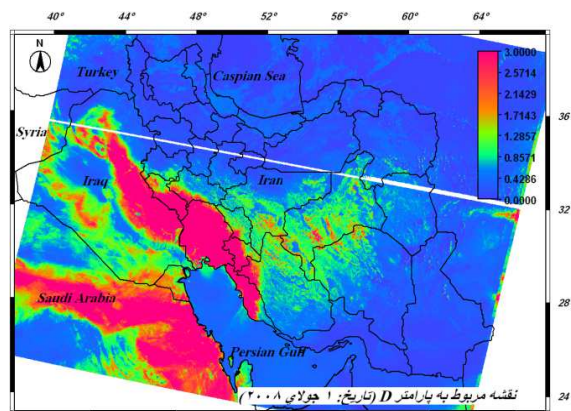 40° 44 48 52 56 60 64°
N
Turkey
Caspian Sea
Syria
Iraq
Iran
Saudi Arabia
Persian Gulf
3.0000
2.5714
2.1429
1.7143
1.2857
0.8571
0.4286
0.0000
36
32
28
24
نقشه مربوط به پارامتر D (تاریخ: ۱ جولای ۲۰۰۸)